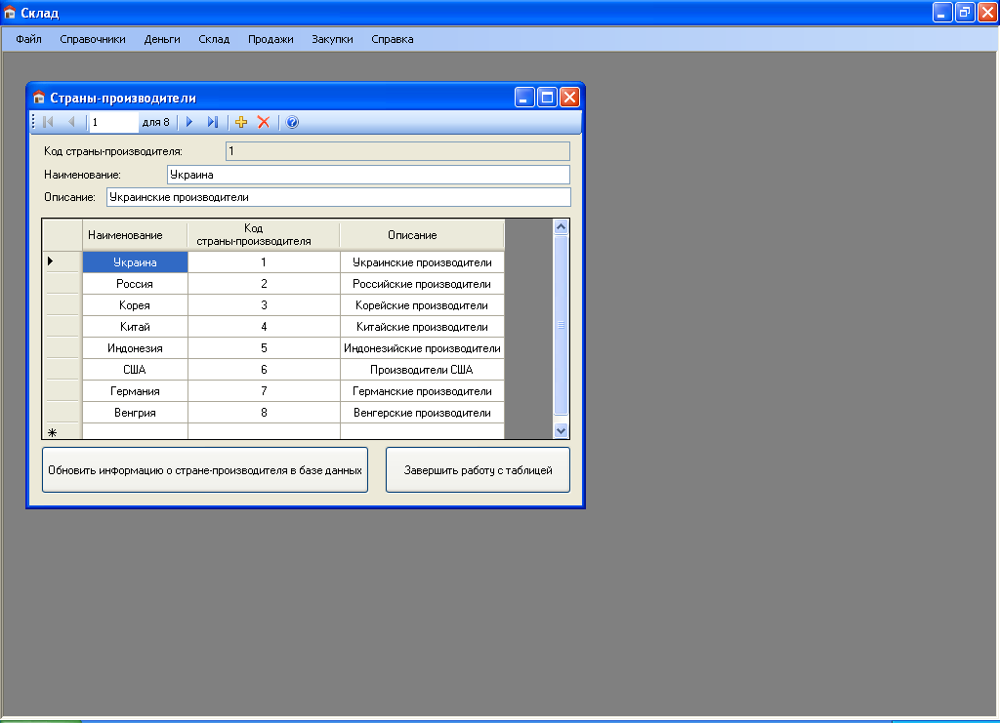 Склад
Файл Справочники Деньги Склад Продажи Закупки Справка
Страны-производители
1 для 8
Код страны-производителя: 1
Наименование: Украина
Описание: Украинские производители
Наименование Код страны-производителя Описание
Украина 1 Украинские производители
Россия 2 Российские производители
Корея 3 Корейские производители
Китай 4 Китайские производители
Индонезия 5 Индонезийские производители
США 6 Производители США
Германия 7 Германские производители
Венгрия 8 Венгерские производители
Обновить информацию о стране-производителя в базе данных Завершить работу с таблицей